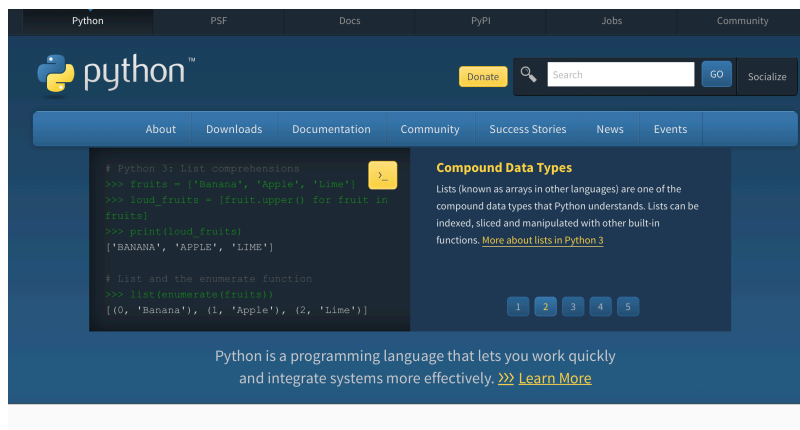 Python PSF Docs PyPI Jobs Community
python™
Donate Search GO Socialize
About Downloads Documentation Community Success Stories News Events
# Python 3: List comprehensions
>>> fruits = ['Banana', 'Apple', 'Lime']
>>> loud_fruits = [fruit.upper() for fruit in
fruits]
>>> print(loud_fruits)
['BANANA', 'APPLE', 'LIME']
# List and the enumerate function
>>> list(enumerate(fruits))
[(0, 'Banana'), (1, 'Apple'), (2, 'Lime')]
>_
Compound Data Types
Lists (known as arrays in other languages) are one of the
compound data types that Python understands. Lists can be
indexed, sliced and manipulated with other built-in
functions. More about lists in Python 3
1 2 3 4 5
Python is a programming language that lets you work quickly
and integrate systems more effectively. >>> Learn More